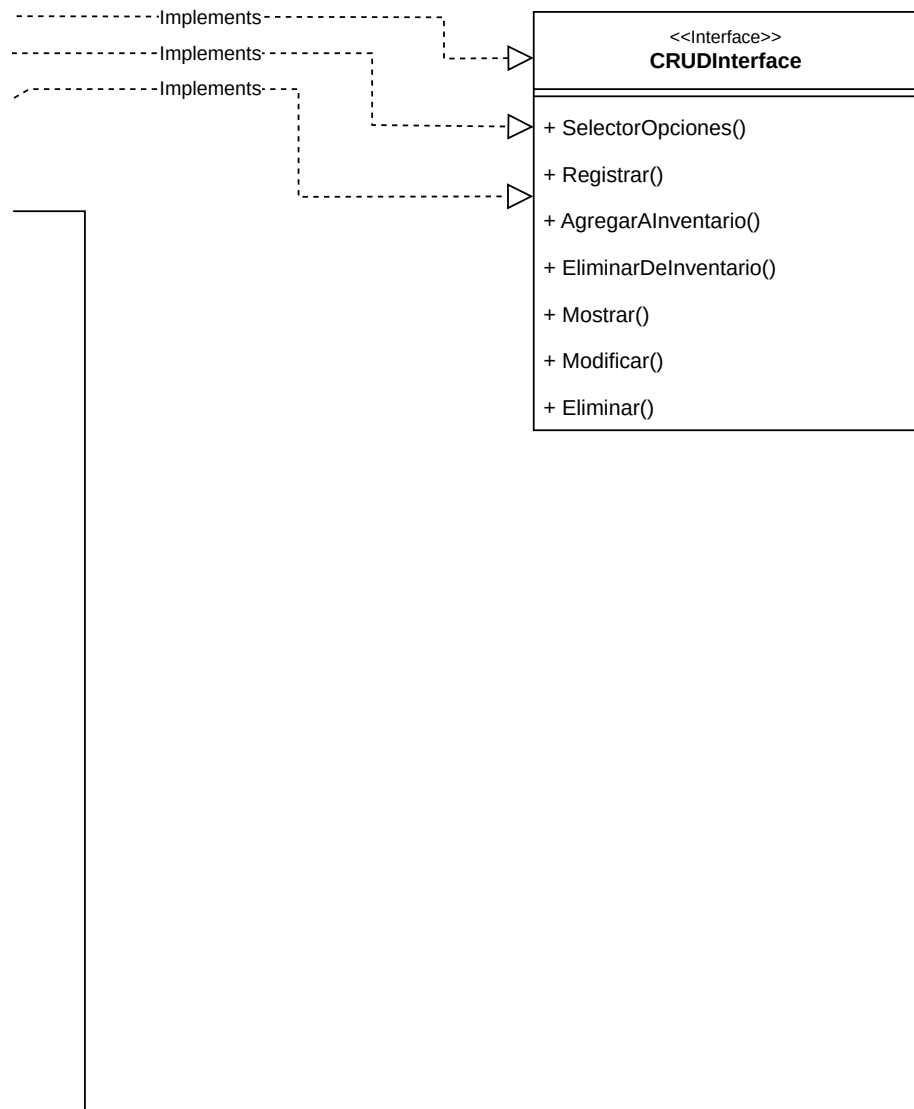 Implements
Implements
Implements
<<Interface>>
CRUDInterface
+ SelectorOpciones()
+ Registrar()
+ AgregarAInventario()
+ EliminarDeInventario()
+ Mostrar()
+ Modificar()
+ Eliminar()